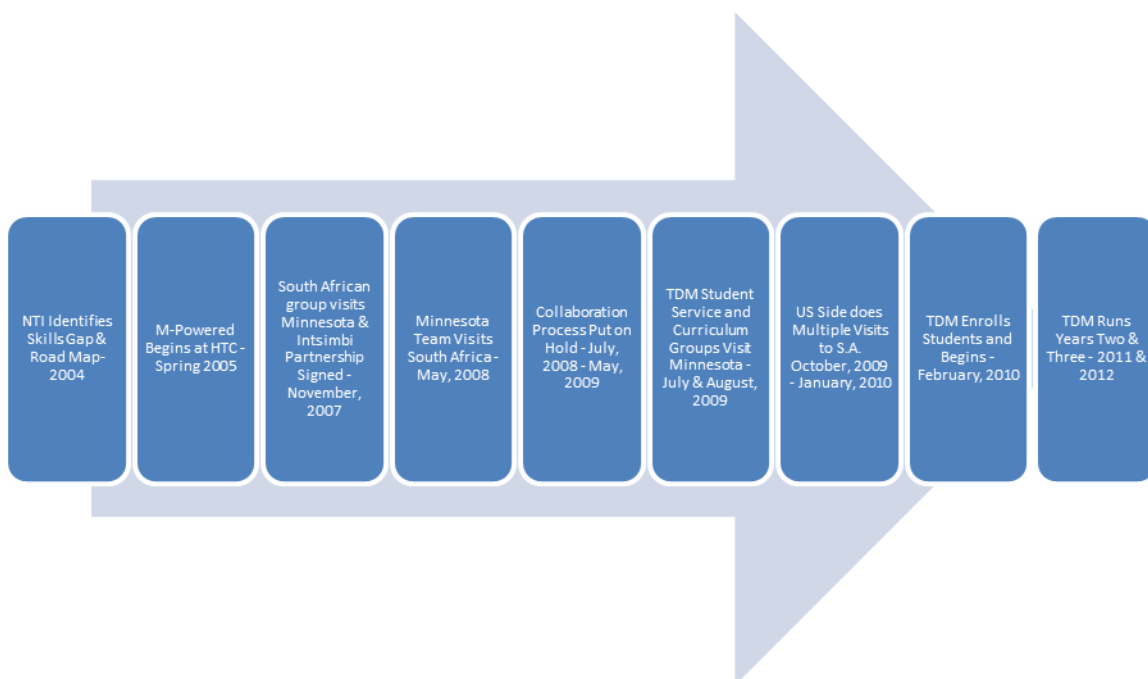 NTI Identifies
Skills Gap &
Road Map-
2004
M-Powered
Begins at HTC -
Spring 2005
South African
group visits
Minnesota &
Intsimbi
Partnership
Signed -
November,
2007
Minnesota
Team Visits
South Africa-
May, 2008
Collaboration
Process Put on
Hold - July,
2008 - May,
2009
TDM Student
Service and
Curriculum
Groups Visit
Minnesota -
July & August,
2009
US Side does
Multiple Visits
to S.A.
October, 2009
- January, 2010
TDM Enrolls
Students and
Begins -
February, 2010
TDM Runs
Years Two &
Three - 2011 &
2012